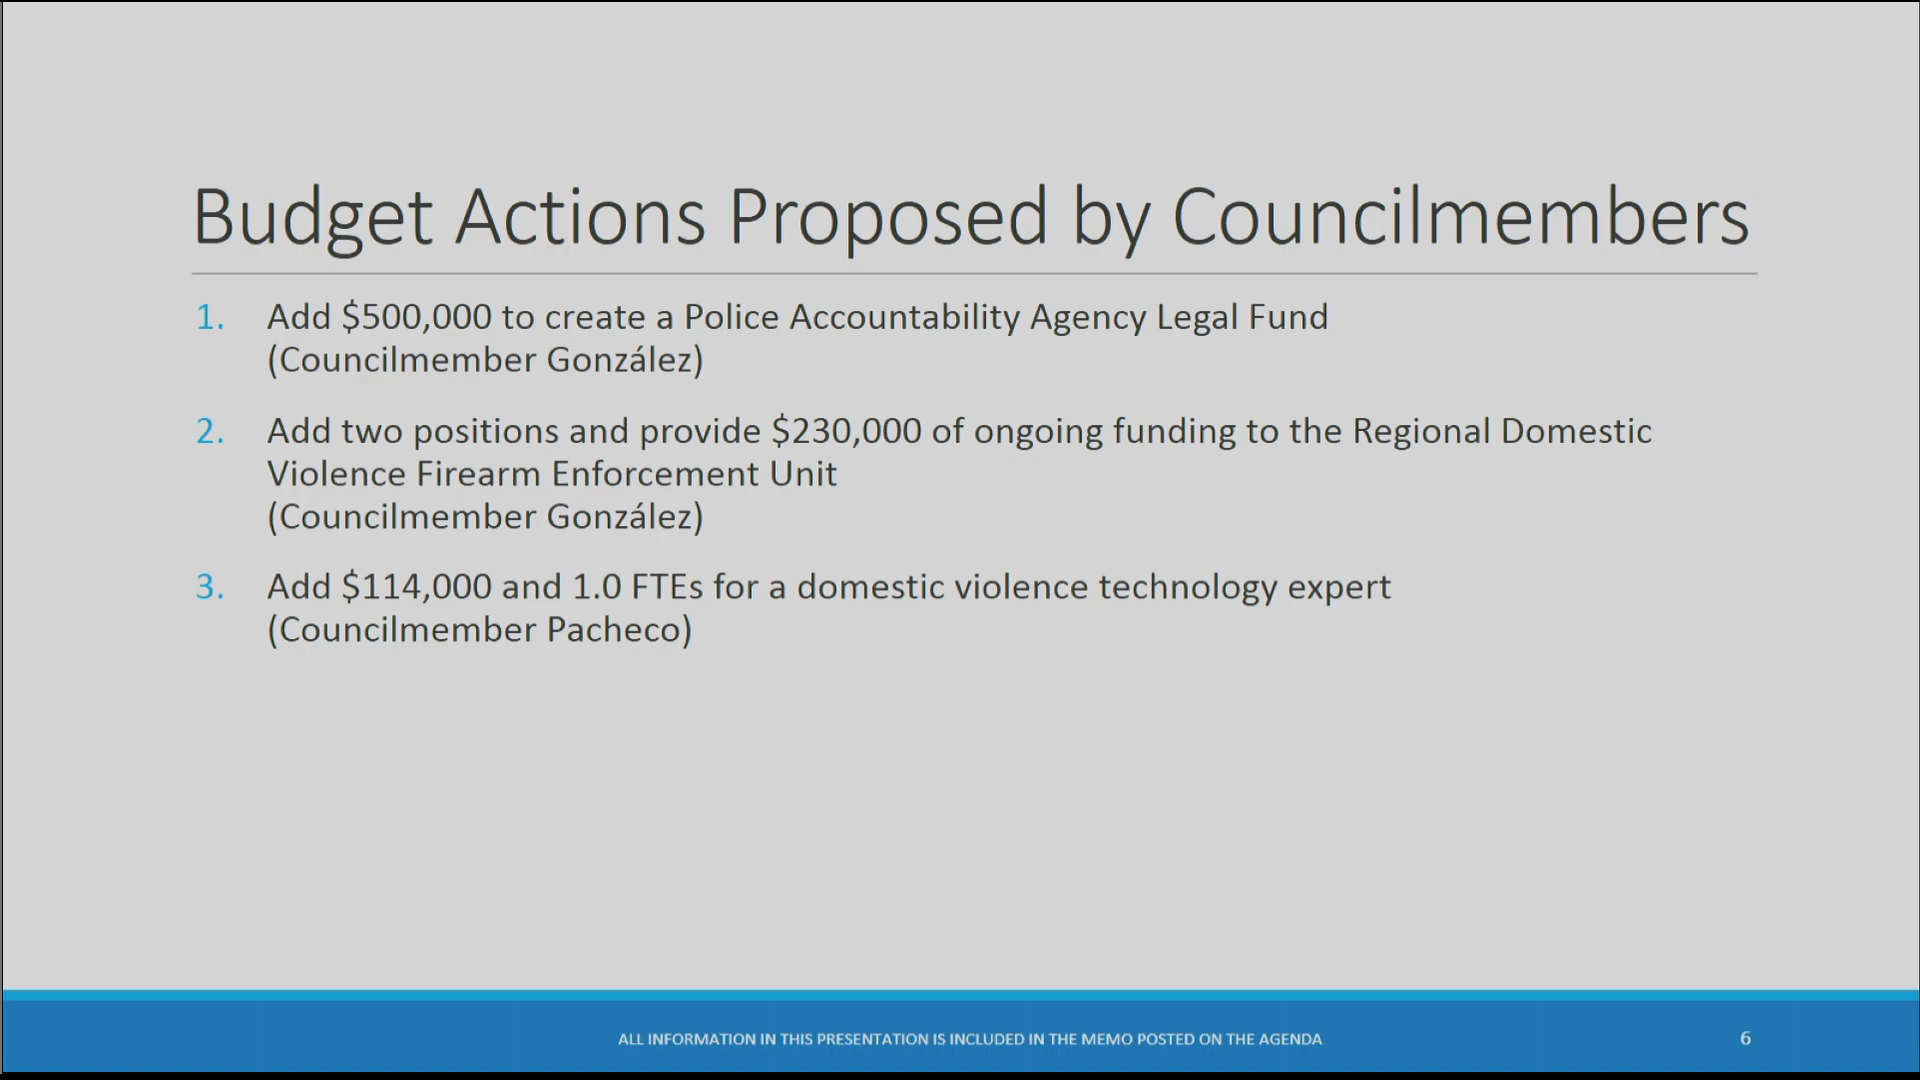 Budget Actions Proposed by Councilmembers
1. Add $500,000 to create a Police Accountability Agency Legal Fund
(Councilmember González)
2. Add two positions and provide $230,000 of ongoing funding to the Regional Domestic
Violence Firearm Enforcement Unit
(Councilmember González)
3. Add $114,000 and 1.0 FTEs for a domestic violence technology expert
(Councilmember Pacheco)
ALL INFORMATION IN THIS PRESENTATION IS INCLUDED IN THE MEMO POSTED ON THE AGENDA
6